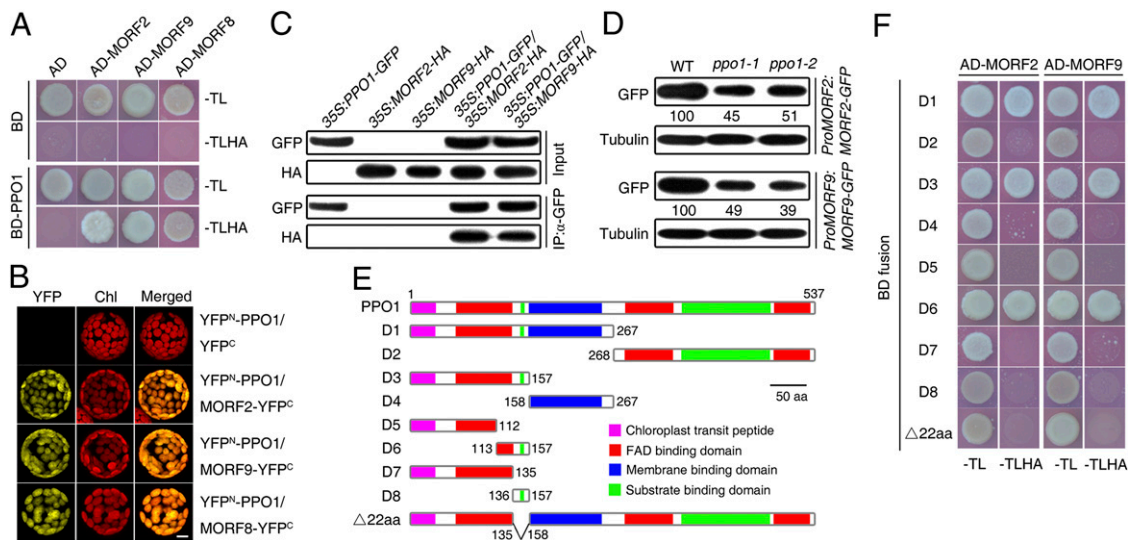 A
AD
AD-MORF2
AD-MORF9
AD-MORF8
BD
-TL
-TLHA
BD-PPO1
-TL
-TLHA
B
YFP Chl Merged
YFPᴺ-PPO1/
YFPᶜ
YFPᴺ-PPO1/
MORF2-YFPᶜ
YFPᴺ-PPO1/
MORF9-YFPᶜ
YFPᴺ-PPO1/
MORF8-YFPᶜ
C
35S:PPO1-GFP
35S:MORF2-HA
35S:MORF9-HA
35S:PPO1-GFP/
35S:MORF2-HA
35S:PPO1-GFP/
35S:MORF9-HA
GFP
HA
Input
GFP
HA
IP:α-GFP
D
WT ppo1-1 ppo1-2
GFP
100 45 51
Tubulin
ProMORF2:
MORF2-GFP
GFP
100 49 39
Tubulin
ProMORF9:
MORF9-GFP
E
1 537
PPO1
D1 267
D2 268
D3 157
D4 158 267
D5 112
D6 113 157
D7 135
D8 136 157
△22aa
135 158
50 aa
Chloroplast transit peptide
FAD binding domain
Membrane binding domain
Substrate binding domain
F
AD-MORF2 AD-MORF9
BD fusion
D1
D2
D3
D4
D5
D6
D7
D8
△22aa
-TL -TLHA -TL -TLHA